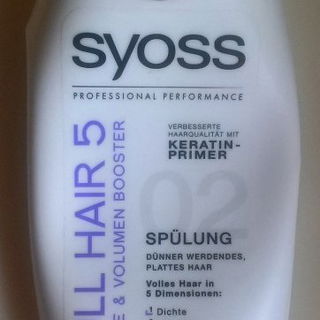 syoss
PROFESSIONAL PERFORMANCE
VERBESSERTE
HAARQUALITÄT MIT
KERATIN-
PRIMER
02
SPÜLUNG
DÜNNER WERDENDES,
PLATTES HAAR
Volles Haar in
5 Dimensionen:
Dichte
LL HAIR 5
E & VOLUMEN BOOSTER